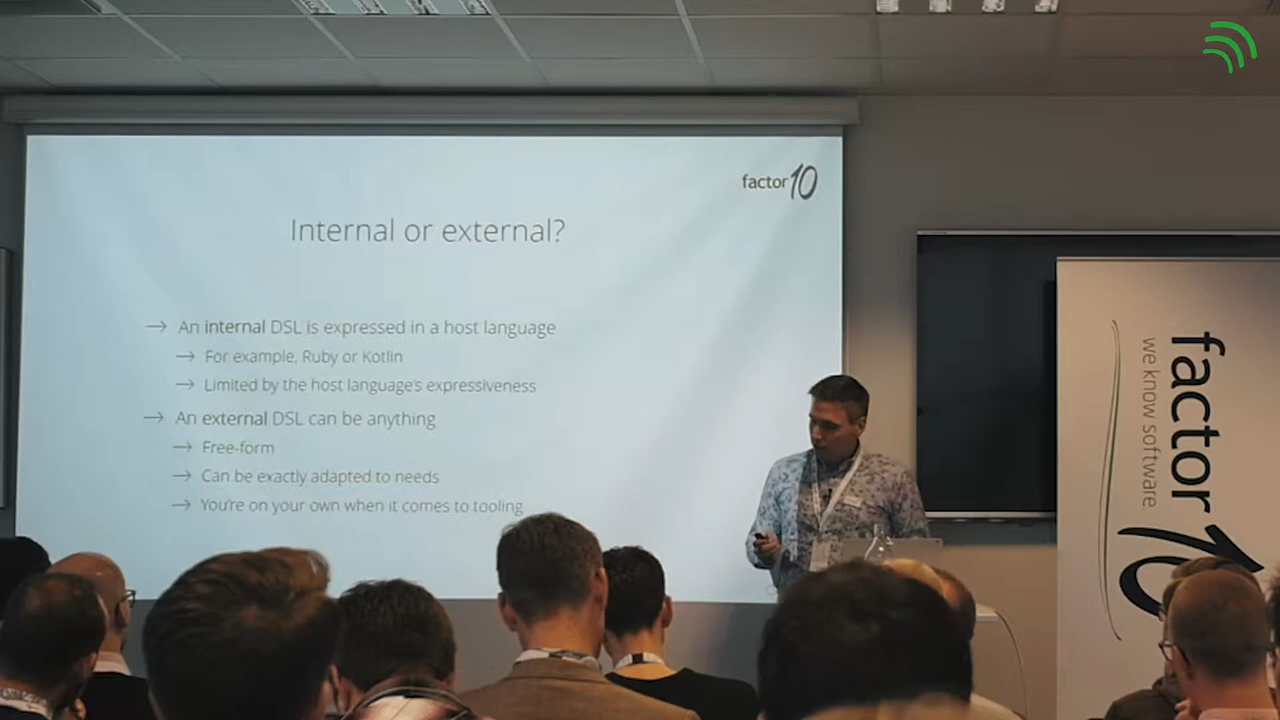 factor10
Internal or external?
→ An internal DSL is expressed in a host language
→ For example, Ruby or Kotlin
→ Limited by the host language's expressiveness
→ An external DSL can be anything
→ Free-form
→ Can be exactly adapted to needs
→ You're on your own when it comes to tooling
factor10
we know software.